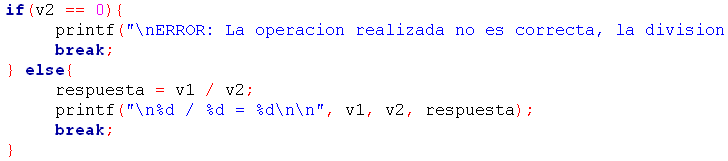 if(v2 == 0){
printf("\nERROR: La operacion realizada no es correcta, la division
break;
} else{
respuesta = v1 / v2;
printf("\n%d / %d = %d\n\n", v1, v2, respuesta);
break;
}